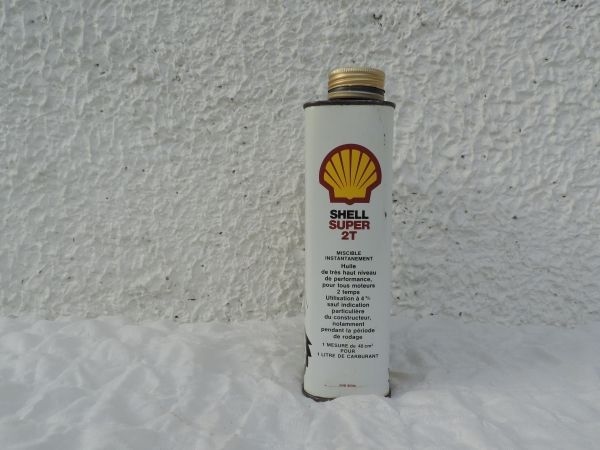 SHELL
SUPER
2T
MISCIBLE
INSTANTANEMENT
Huile
de très haut niveau
de performance,
pour tous moteurs
2 temps
Utilisation à 4%
sauf indication
particulière
du constructeur,
notamment
pendant la période
de rodage
1 MESURE de 40 cm³
POUR
1 LITRE DE CARBURANT